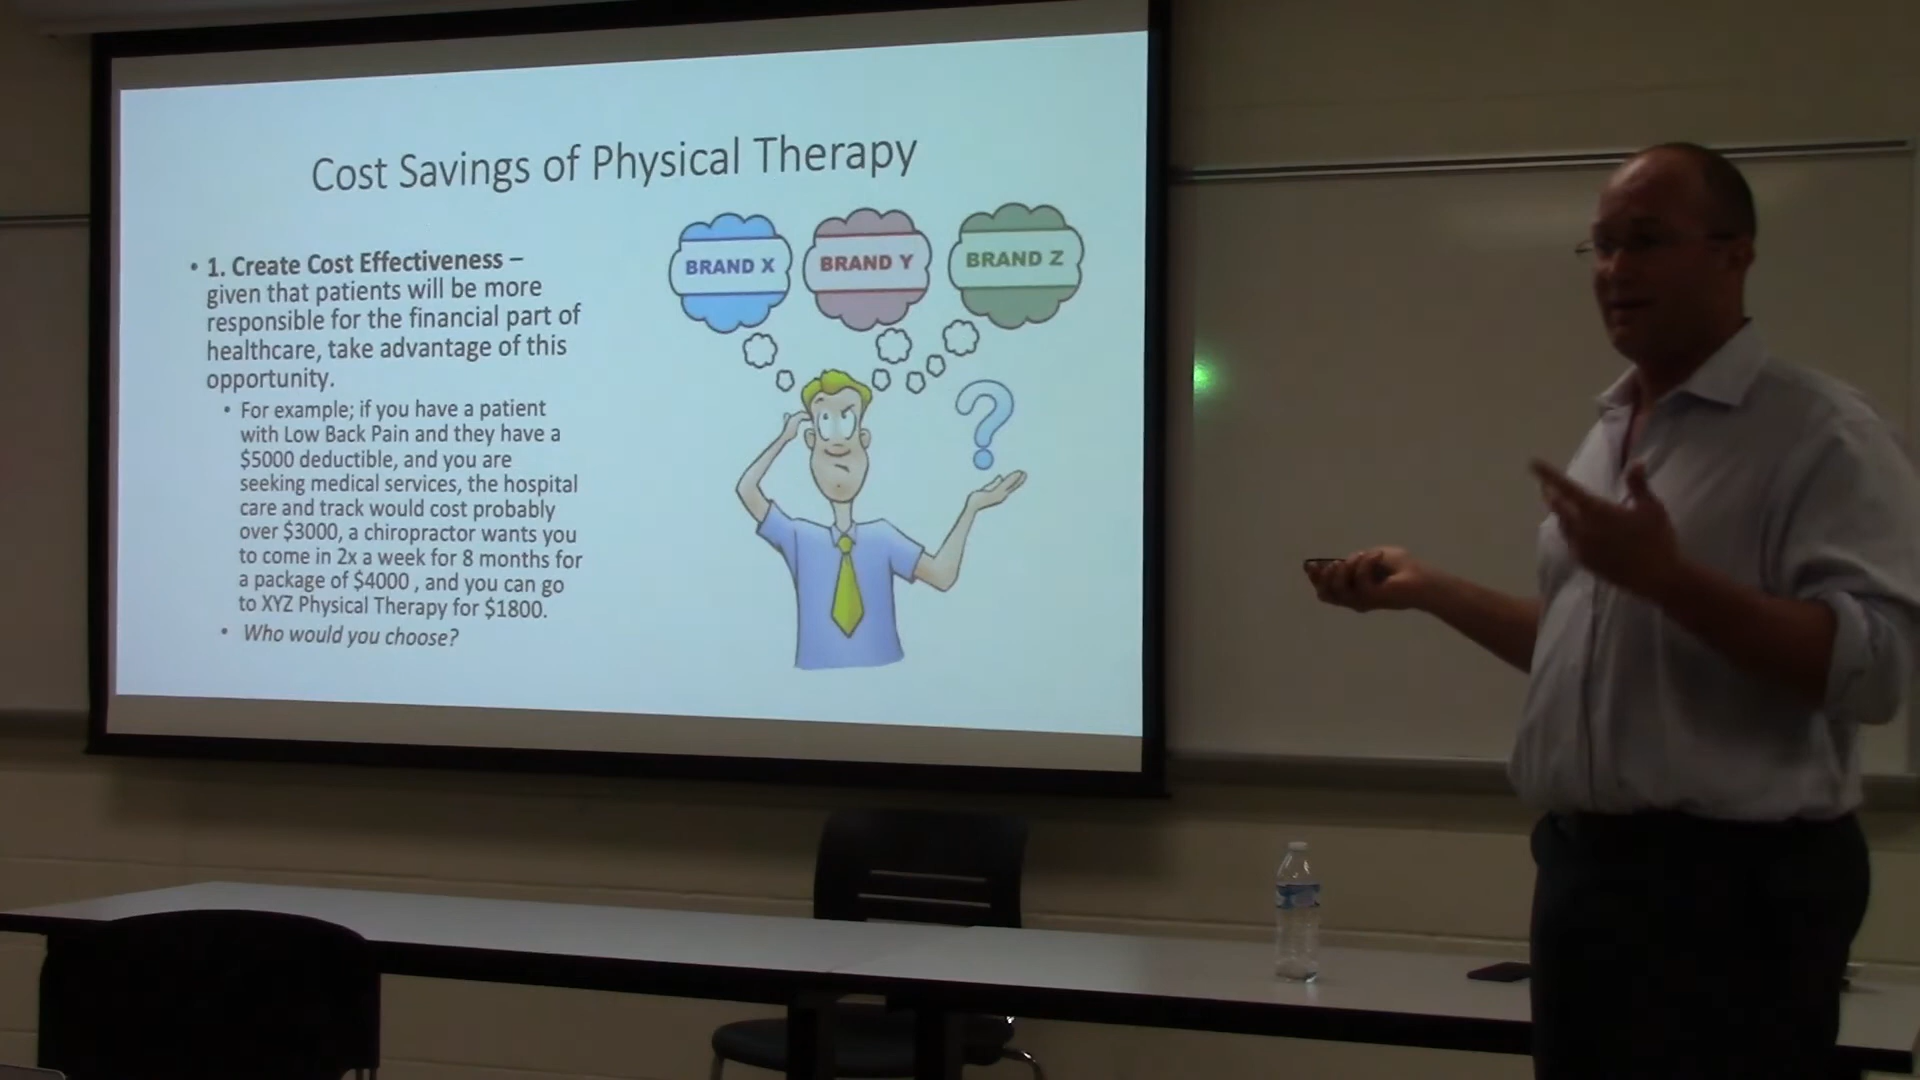 Cost Savings of Physical Therapy
• 1. Create Cost Effectiveness –
given that patients will be more
responsible for the financial part of
healthcare, take advantage of this
opportunity.
• For example; if you have a patient
with Low Back Pain and they have a
$5000 deductible, and you are
seeking medical services, the hospital
care and track would cost probably
over $3000, a chiropractor wants you
to come in 2x a week for 8 months for
a package of $4000 , and you can go
to XYZ Physical Therapy for $1800.
• Who would you choose?
BRAND X
BRAND Y
BRAND Z
?